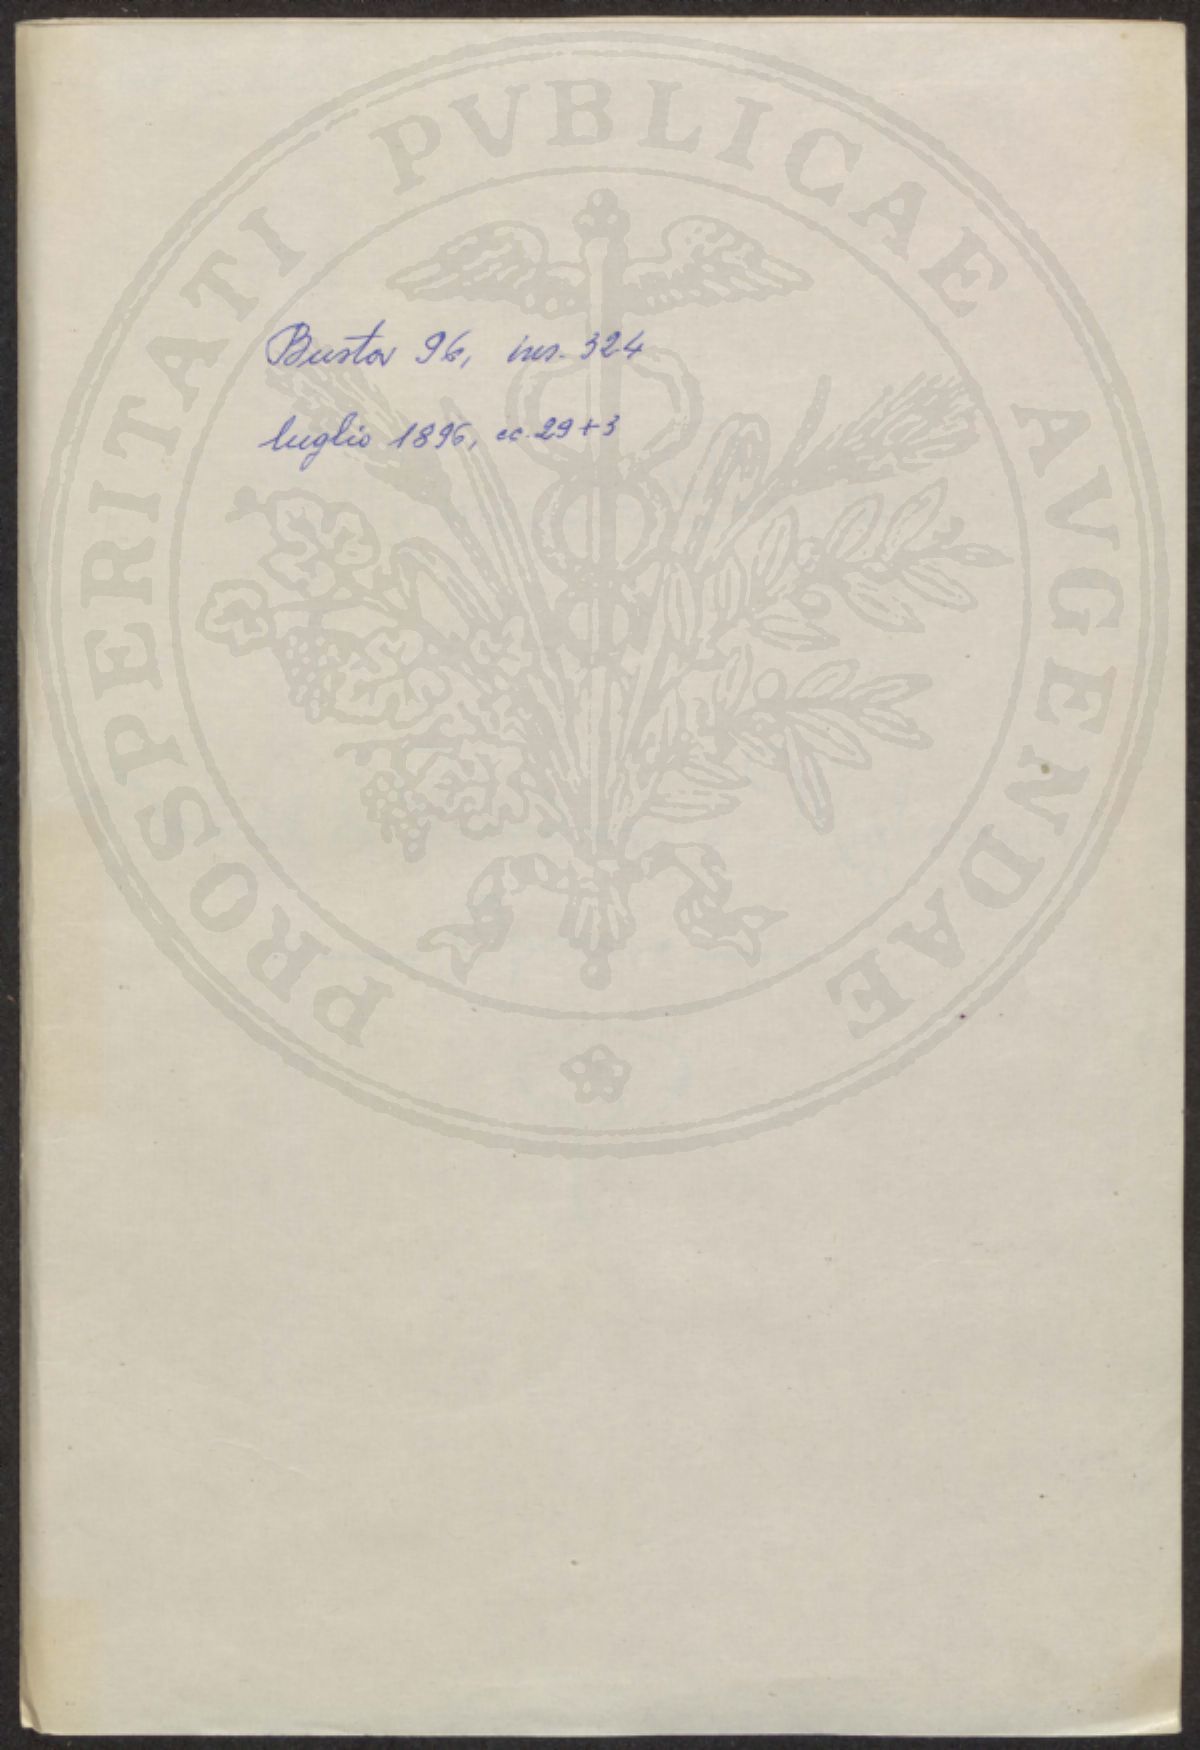 PROSPERITATI PVBLICAE AVGENDAE
Busta 96, ins. 324
luglio 1896, cc. 29+3